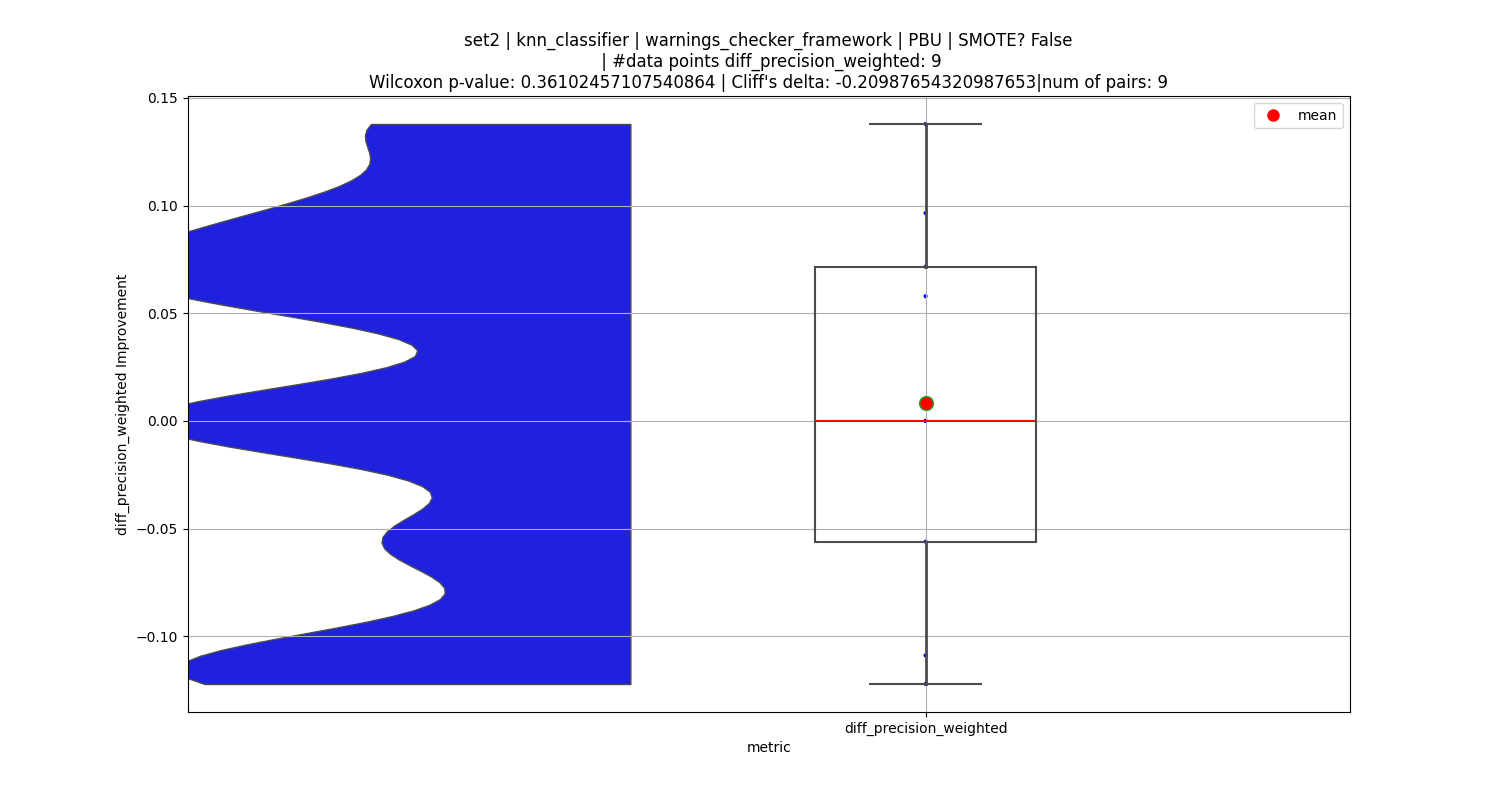 set2 | knn_classifier | warnings_checker_framework | PBU | SMOTE? False
| #data points diff_precision_weighted: 9
Wilcoxon p-value: 0.36102457107540864 | Cliff's delta: -0.20987654320987653|num of pairs: 9
mean
0.15
0.10
0.05
0.00
−0.05
−0.10
diff_precision_weighted Improvement
diff_precision_weighted
metric